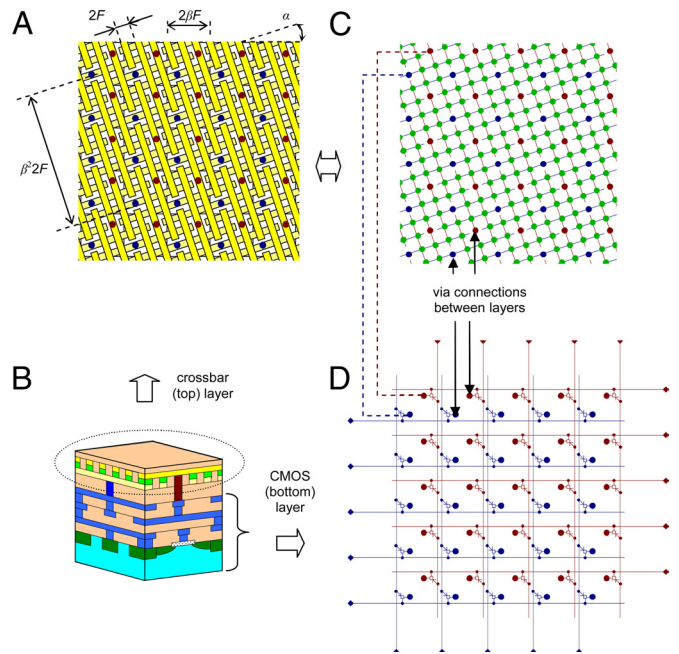 A
2F
2βF
α
C
β²2F
via connections
between layers
B
crossbar
(top) layer
D
CMOS
(bottom)
layer